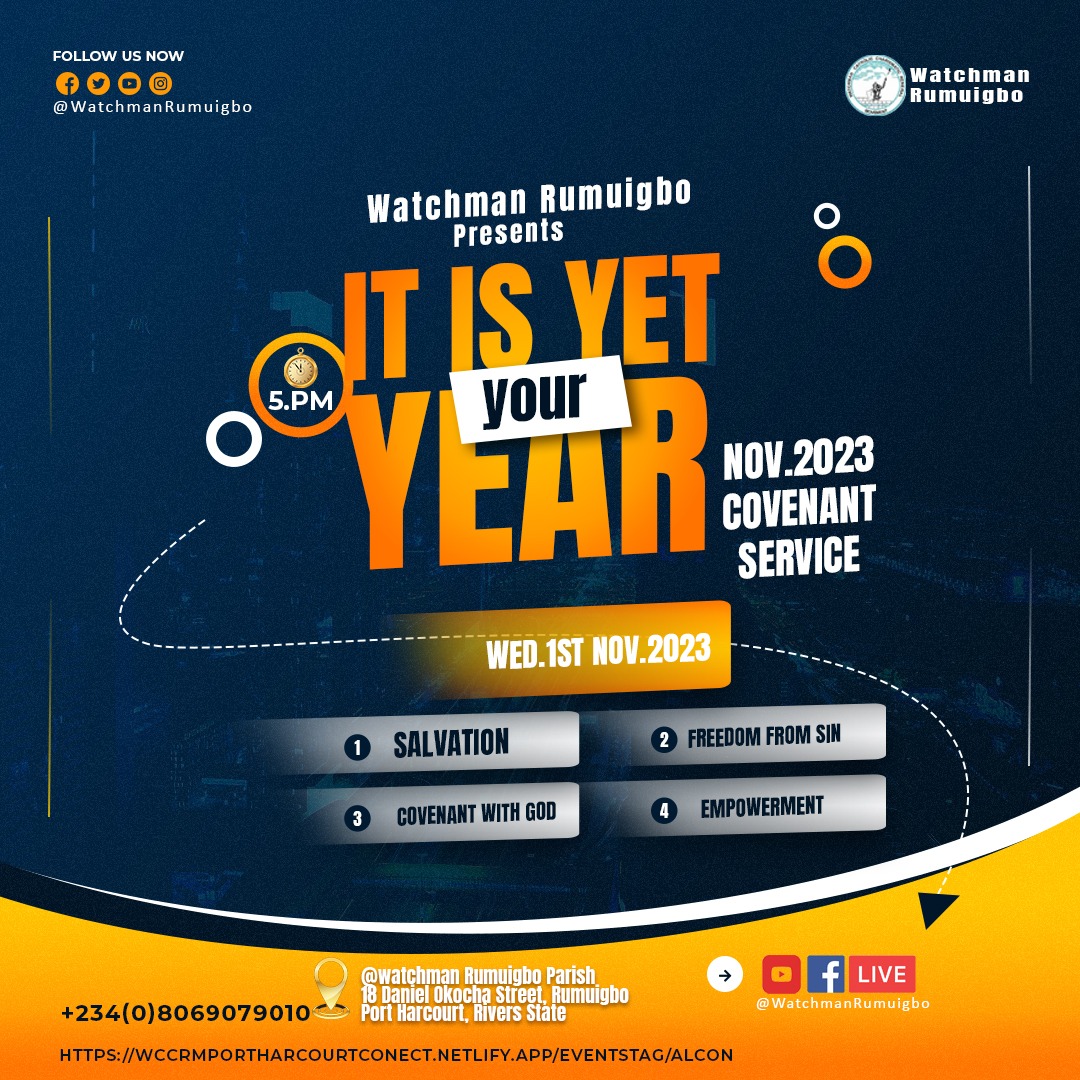 FOLLOW US NOW
@WatchmanRumuigbo
Watchman
Rumuigbo
Watchman Rumuigbo
Presents
IT IS YET
your
YEAR
5.PM
NOV.2023
COVENANT
SERVICE
WED.1ST NOV.2023
1 SALVATION
2 FREEDOM FROM SIN
3 COVENANT WITH GOD
4 EMPOWERMENT
@watchman Rumuigbo Parish
18 Daniel Okocha Street, Rumuigbo
Port Harcourt, Rivers State
+234(0)8069079010
LIVE
@WatchmanRumuigbo
HTTPS://WCCRMPORTHARCOURTCONECT.NETLIFY.APP/EVENTSTAG/ALCON